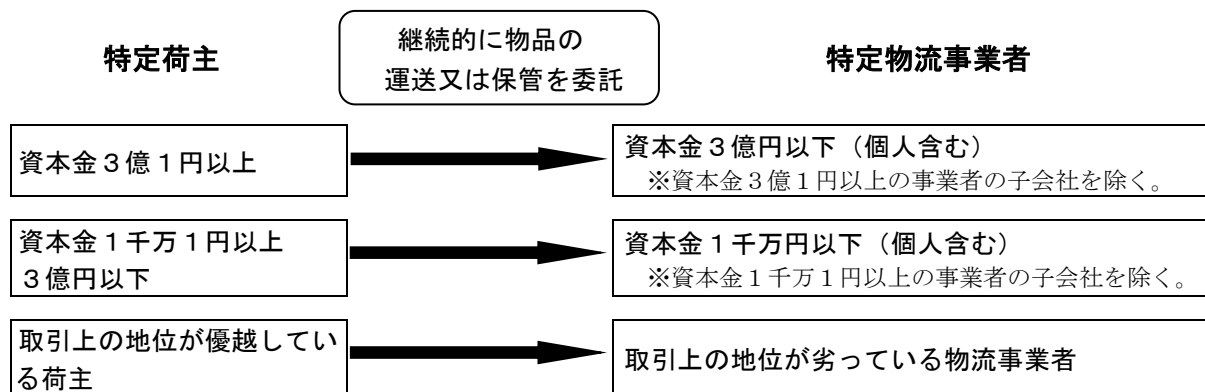 特定荷主
継続的に物品の
運送又は保管を委託
特定物流事業者
資本金３億１円以上
資本金３億円以下（個人含む）
※資本金３億１円以上の事業者の子会社を除く。
資本金１千万１円以上
３億円以下
資本金１千万円以下（個人含む）
※資本金１千万１円以上の事業者の子会社を除く。
取引上の地位が優越してい
る荷主
取引上の地位が劣っている物流事業者